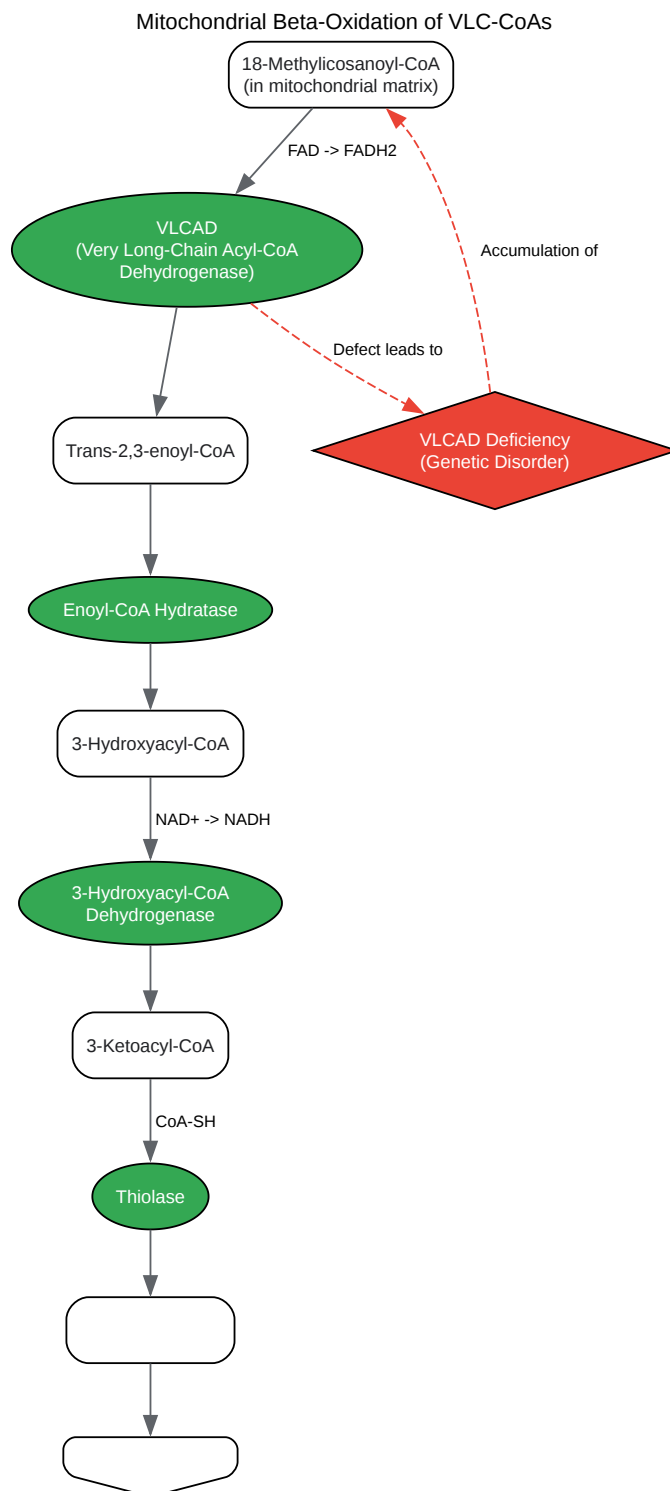 Mitochondrial Beta-Oxidation of VLC-CoAs
18-Methylicosanoyl-CoA
(in mitochondrial matrix)
FAD -> FADH2
VLCAD
(Very Long-Chain Acyl-CoA
Dehydrogenase)
Accumulation of
Defect leads to
Trans-2,3-enoyl-CoA
VLCAD Deficiency
(Genetic Disorder)
Enoyl-CoA Hydratase
3-Hydroxyacyl-CoA
NAD+ -> NADH
3-Hydroxyacyl-CoA
Dehydrogenase
3-Ketoacyl-CoA
CoA-SH
Thiolase